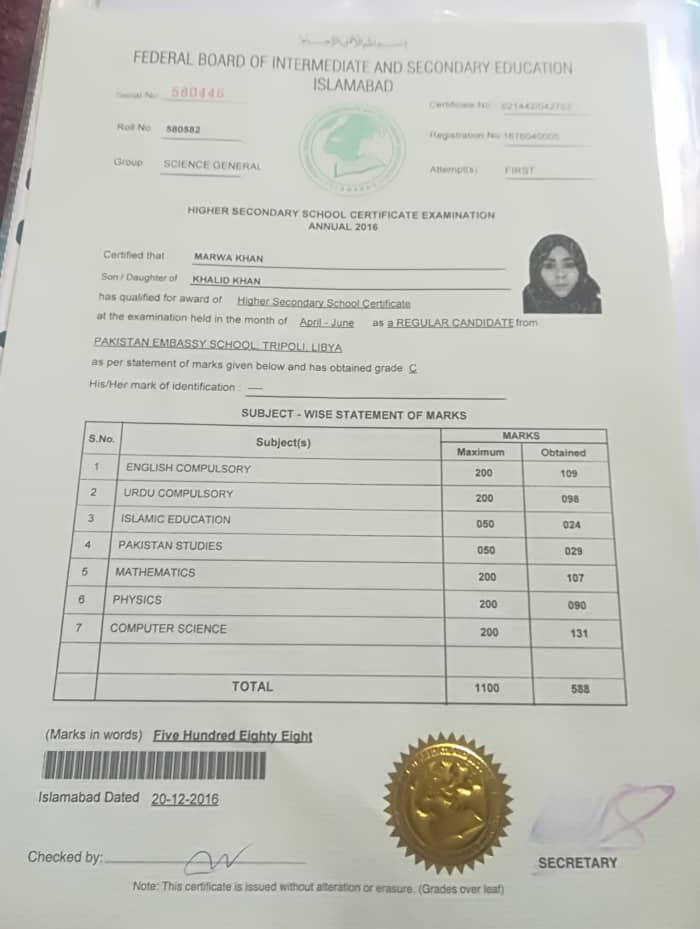 FEDERAL BOARD OF INTERMEDIATE AND SECONDARY EDUCATION
ISLAMABAD
Serial No. 580446
Certificate No.
Roll No 580582
Registration No
Group SCIENCE GENERAL
Attempt(s) FIRST
HIGHER SECONDARY SCHOOL CERTIFICATE EXAMINATION
ANNUAL 2016
Certified that MARWA KHAN
Son / Daughter of KHALID KHAN
has qualified for award of Higher Secondary School Certificate
at the examination held in the month of April - June as a REGULAR CANDIDATE from
PAKISTAN EMBASSY SCHOOL, TRIPOLI, LIBYA
as per statement of marks given below and has obtained grade C
His/Her mark of identification : —
SUBJECT - WISE STATEMENT OF MARKS
S.No. Subject(s) MARKS
Maximum Obtained
1 ENGLISH COMPULSORY 200 109
2 URDU COMPULSORY 200 098
3 ISLAMIC EDUCATION 050 024
4 PAKISTAN STUDIES 050 029
5 MATHEMATICS 200 107
6 PHYSICS 200 090
7 COMPUTER SCIENCE 200 131
TOTAL 1100 588
(Marks in words) Five Hundred Eighty Eight
Islamabad Dated 20-12-2016
Checked by:
SECRETARY
Note: This certificate is issued without alteration or erasure. (Grades over leaf)